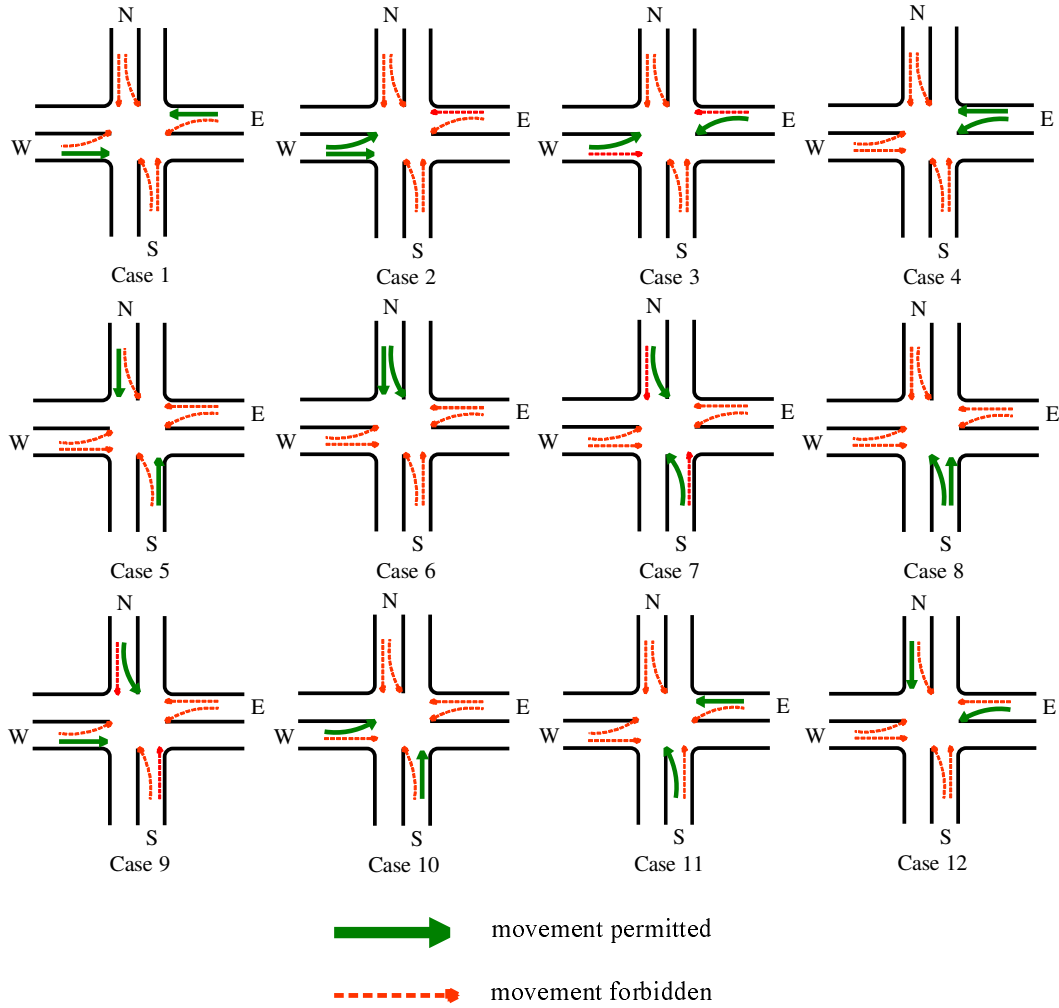 N N N N
W E W E W E W E
S S S S
Case 1 Case 2 Case 3 Case 4
N N N N
W E W E W E W E
S S S S
Case 5 Case 6 Case 7 Case 8
N N N N
W E W E W E W E
S S S S
Case 9 Case 10 Case 11 Case 12
movement permitted
movement forbidden